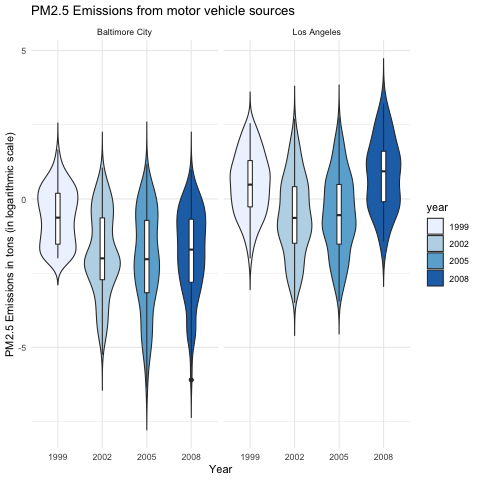 PM2.5 Emissions from motor vehicle sources
Baltimore City
Los Angeles
PM2.5 Emissions in tons (in logarithmic scale)
5
0
-5
1999
2002
2005
2008
1999
2002
2005
2008
Year
year
1999
2002
2005
2008